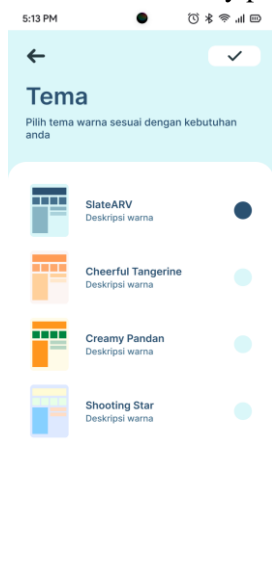 5:13 PM
Tema
Pilih tema warna sesuai dengan kebutuhan
anda
SlateARV
Deskripsi warna
Cheerful Tangerine
Deskripsi warna
Creamy Pandan
Deskripsi warna
Shooting Star
Deskripsi warna